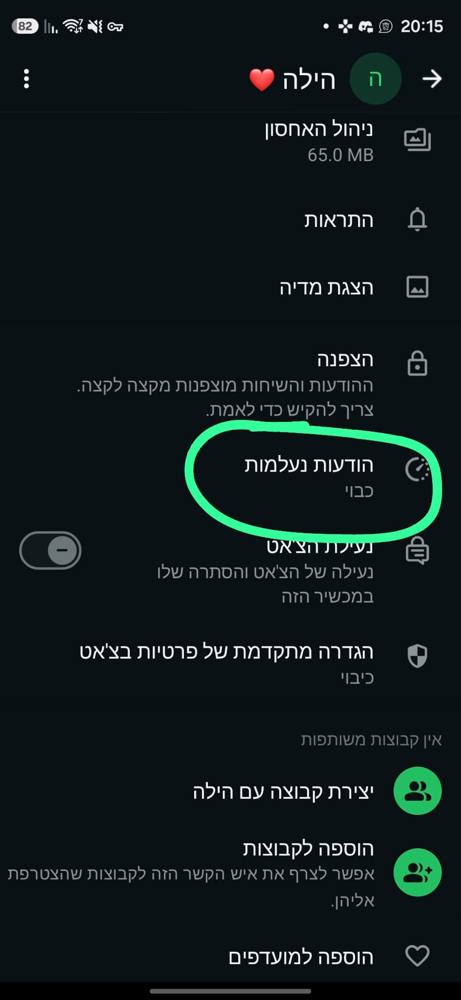 82
20:15
הילה ❤️
ה
ניהול האחסון
65.0 MB
התראות
הצגת מדיה
הצפנה
ההודעות והשיחות מוצפנות מקצה לקצה.
צריך להקיש כדי לאמת.
הודעות נעלמות
כבוי
נעילת הצ'אט
נעילה של הצ'אט והסתרה שלו
במכשיר הזה
הגדרה מתקדמת של פרטיות בצ'אט
כיבוי
אין קבוצות משותפות
יצירת קבוצה עם הילה
הוספה לקבוצות
אפשר לצרף את איש הקשר הזה לקבוצות שהצטרפת
אליהן.
הוספה למועדפים